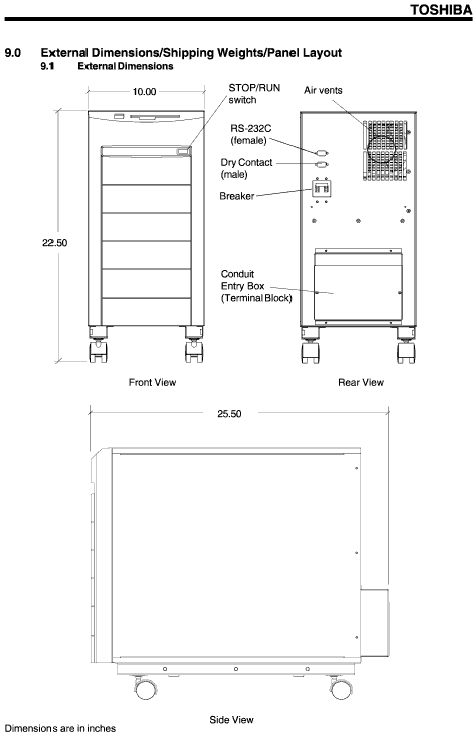 TOSHIBA
9.0 External Dimensions/Shipping Weights/Panel Layout
9.1 External Dimensions
10.00
STOP/RUN
switch
Air vents
RS-232C
(female)
Dry Contact
(male)
Breaker
22.50
Conduit
Entry Box
(Terminal Block)
Front View
Rear View
25.50
Side View
Dimensions are in inches